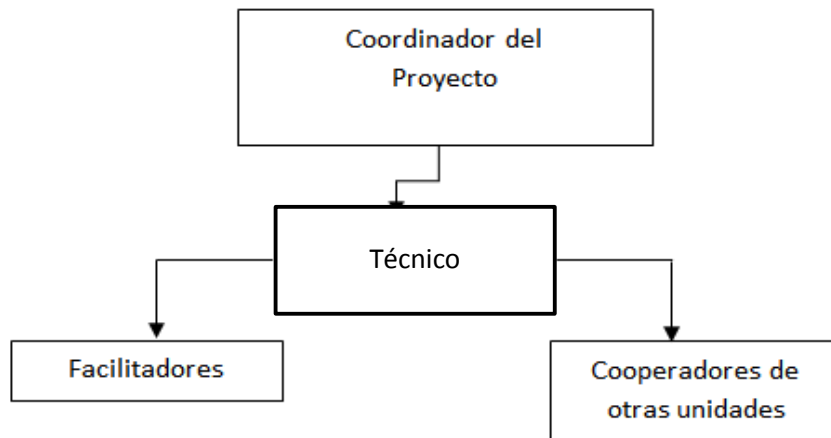 Coordinador del
Proyecto
Técnico
Facilitadores
Cooperadores de
otras unidades